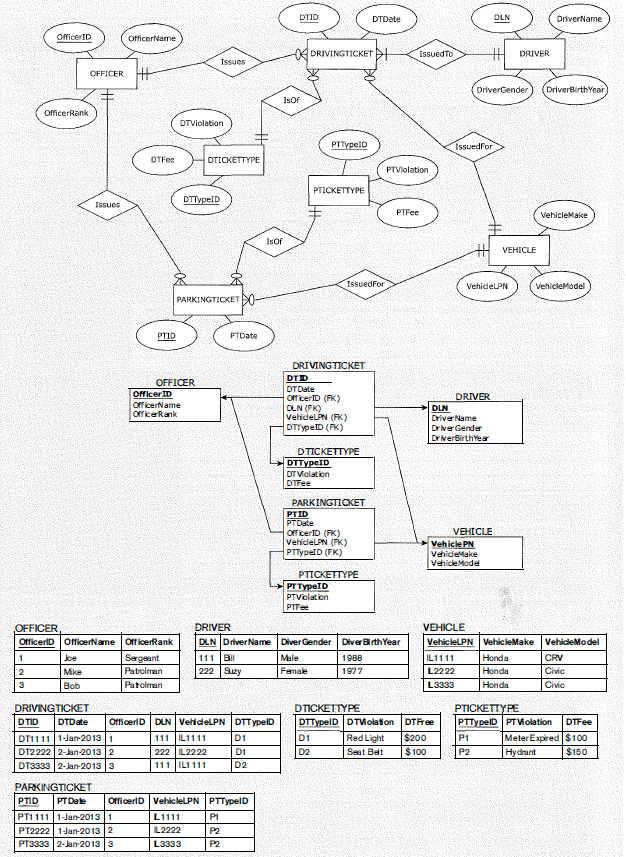 DTID
DTDate
DLN
DriverName
OfficerID
OfficerName
Issues
DRIVINGTICKET
IssuedTo
DRIVER
OFFICER
DriverGender
DriverBirthYear
OfficerRank
IsOf
DTViolation
DTFee
DTICKETTYPE
PTTypeID
IssuedFor
PTViolation
DTTypeID
PTICKETTYPE
Issues
PTFee
VehicleMake
IsOf
VEHICLE
IssuedFor
VehicleLPN
VehicleModel
PARKINGTICKET
PTID
PTDate
DRIVINGTICKET
DTID
DTDate
OfficerID (FK)
DLN (FK)
VehicleLPN (FK)
DTTypeID (FK)
OFFICER
OfficerID
OfficerName
OfficerRank
DRIVER
DLN
DriverName
DriverGender
DriverBirthYear
DTICKETTYPE
DTTypeID
DTViolation
DTFee
PARKINGTICKET
PTID
PTDate
OfficerID (FK)
VehicleLPN (FK)
PTTypeID (FK)
VEHICLE
VehiclePN
VehicleMake
VehicleModel
PTICKETTYPE
PTTypeID
PTViolation
PTFee
OFFICER
OfficerID OfficerName OfficerRank
1 Joe Sergeant
2 Mike Patrolman
3 Bob Patrolman
DRIVER
DLN DriverName DiverGender DiverBirthYear
111 Bill Male 1988
222 Suzy Female 1977
VEHICLE
VehicleLPN VehicleMake VehicleModel
IL1111 Honda CRV
IL2222 Honda Civic
IL3333 Honda Civic
DRIVINGTICKET
DTID DTDate OfficerID DLN VehicleLPN DTTypeID
DT1111 1-Jan-2013 1 111 IL1111 D1
DT2222 2-Jan-2013 2 222 IL2222 D1
DT3333 2-Jan-2013 3 111 IL1111 D2
DTICKETTYPE
DTTypeID DTViolation DTFree
D1 Red Light $200
D2 Seat Belt $100
PTICKETTYPE
PTTypeID PTViolation DTFee
P1 Meter Expired $100
P2 Hydrant $150
PARKINGTICKET
PTID PTDate OfficerID VehicleLPN PTTypeID
PT1111 1-Jan-2013 1 IL1111 P1
PT2222 1-Jan-2013 2 IL2222 P2
PT3333 2-Jan-2013 3 IL3333 P2